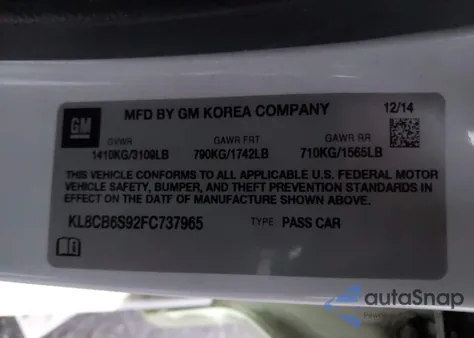 GM MFD BY GM KOREA COMPANY 12/14
GVWR GAWR FRT GAWR RR
1410KG/3109LB 790KG/1742LB 710KG/1565LB
THIS VEHICLE CONFORMS TO ALL APPLICABLE U.S. FEDERAL MOTOR
VEHICLE SAFETY, BUMPER, AND THEFT PREVENTION STANDARDS IN
EFFECT ON THE DATE OF MANUFACTURE SHOWN ABOVE.
KL8CB6S92FC737965 TYPE PASS CAR
autoSnap